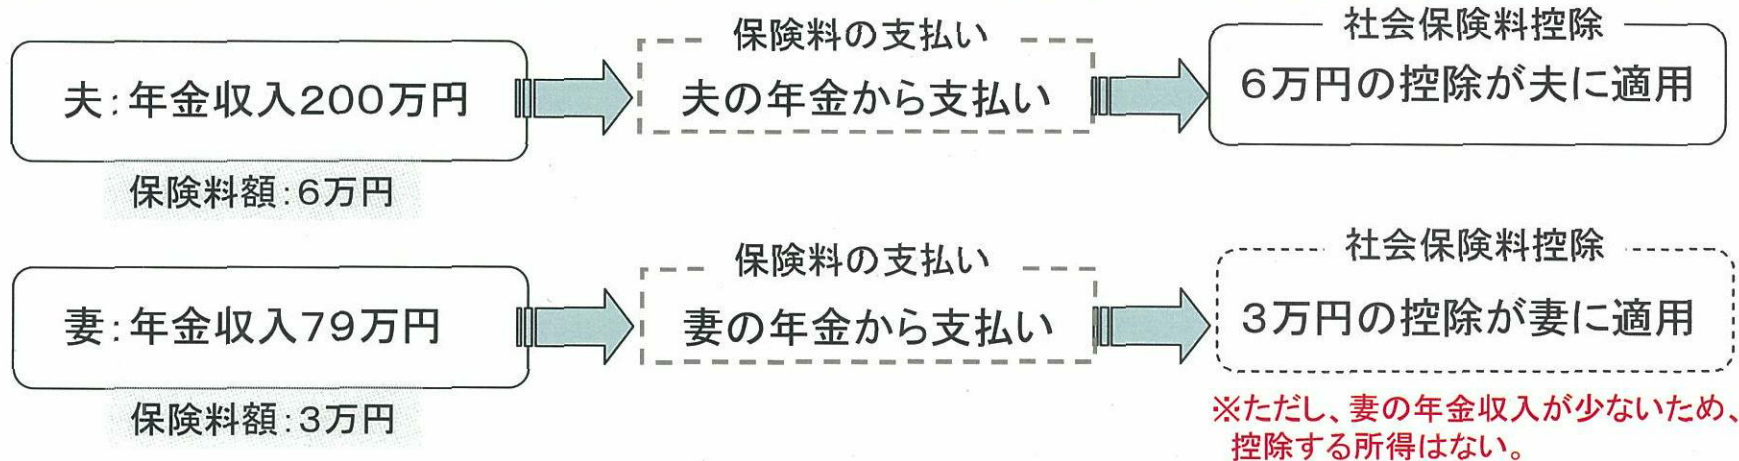 夫:年金収入200万円
保険料額:6万円
保険料の支払い
夫の年金から支払い
社会保険料控除
6万円の控除が夫に適用
妻:年金収入79万円
保険料額:3万円
保険料の支払い
妻の年金から支払い
社会保険料控除
3万円の控除が妻に適用
※ただし、妻の年金収入が少ないため、
控除する所得はない。